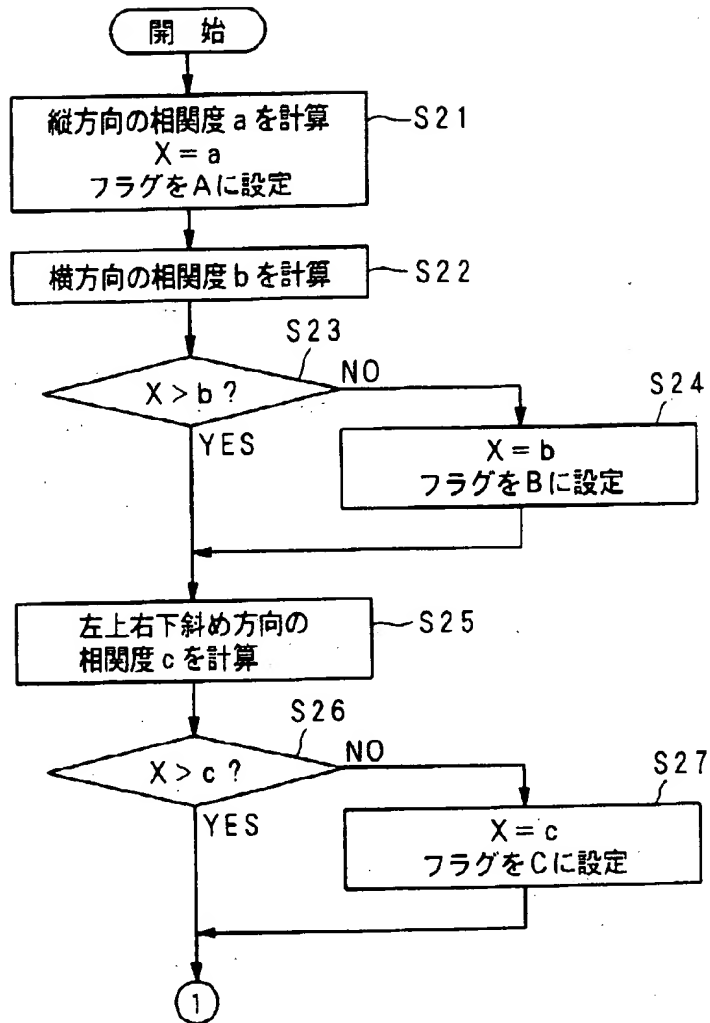 開 始
縦方向の相関度aを計算
X=a
フラグをAに設定
S21
横方向の相関度bを計算
S22
S23
X>b?
NO
YES
S24
X=b
フラグをBに設定
左上右下斜め方向の
相関度cを計算
S25
S26
X>c?
NO
YES
S27
X=c
フラグをCに設定
1